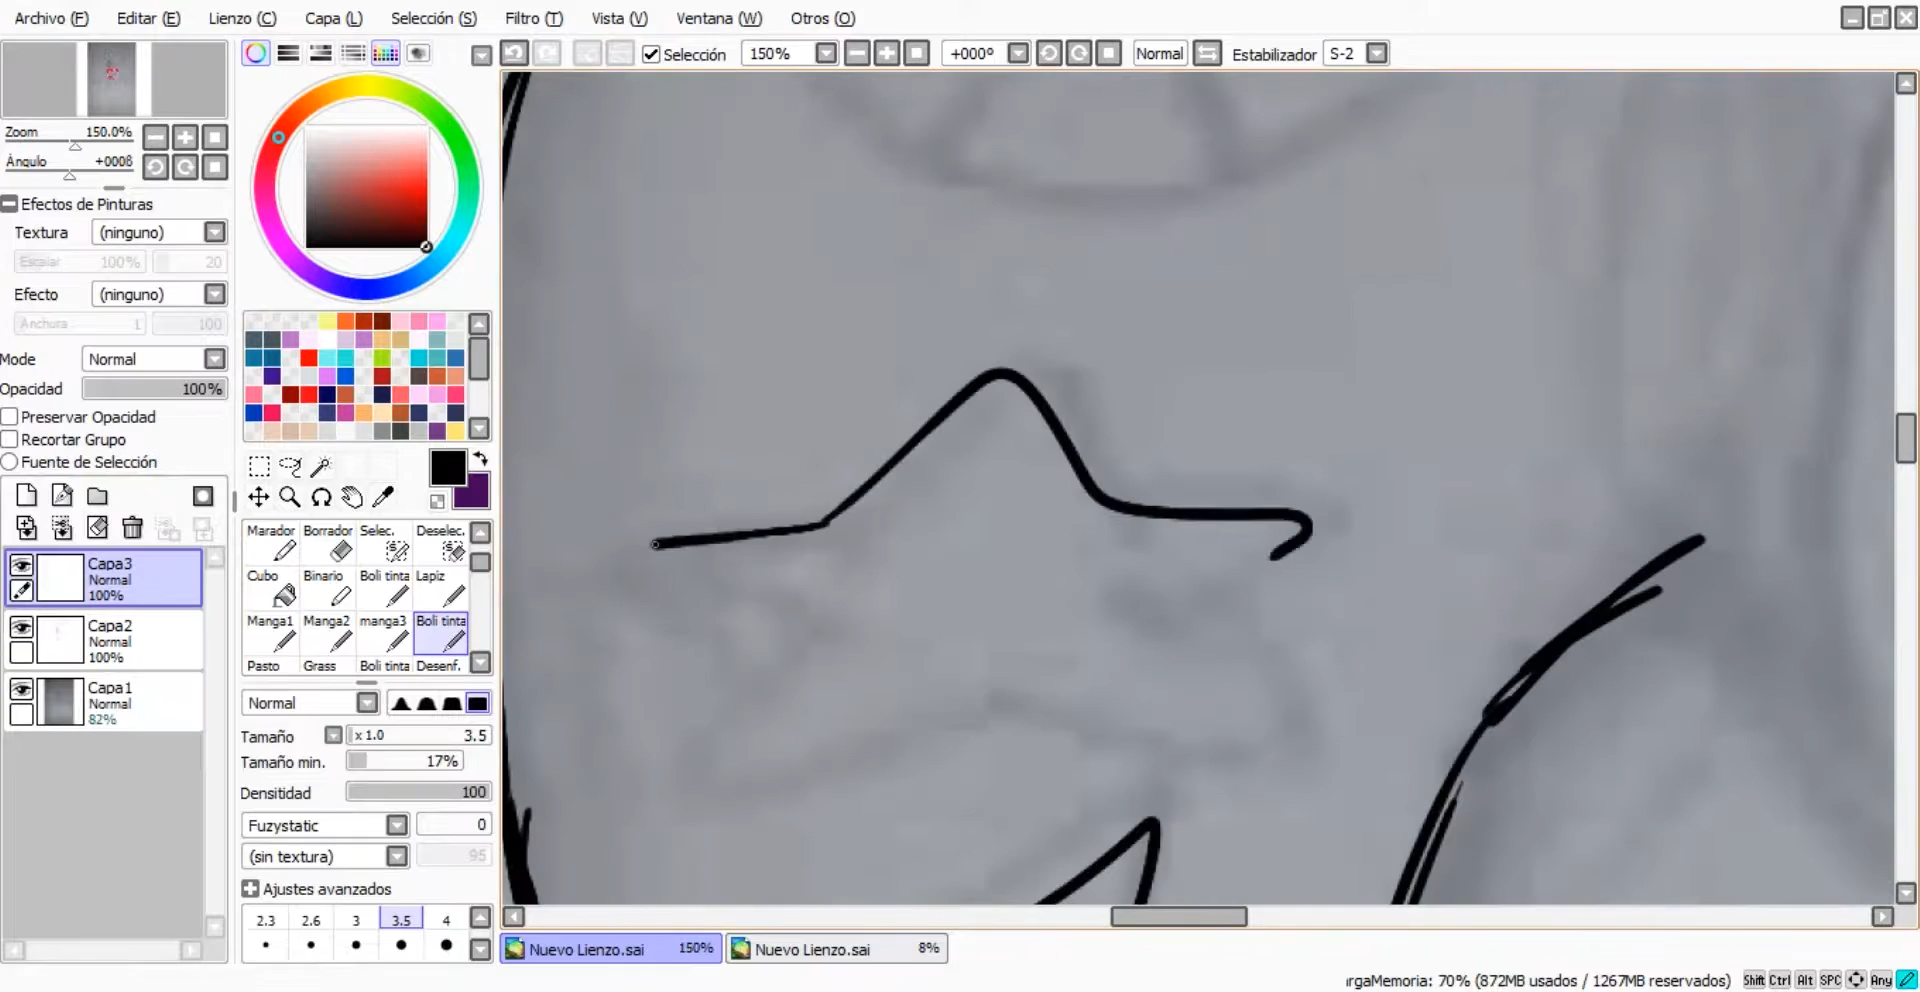 Archivo (F) Editar (E) Lienzo (C) Capa (L) Selección (S) Filtro (T) Vista (V) Ventana (W) Otros (O)
Selección 150% +000º Normal Estabilizador S-2
Zoom 150.0%
Ángulo +000ß
Efectos de Pinturas
Textura (ninguno)
Escalar 100% 20
Efecto (ninguno)
Anchura 1 100
Mode Normal
Opacidad 100%
Preservar Opacidad
Recortar Grupo
Fuente de Selección
Capa3
Normal
100%
Capa2
Normal
100%
Capa1
Normal
82%
Marador Borrador Selec. Deselec.
Cubo Binario Boli tinta Lapiz
Manga1 Manga2 manga3 Boli tinta
Pasto Grass Boli tinta Desenf.
Normal
Tamaño x 1.0 3.5
Tamaño min. 17%
Densitidad 100
Fuzystatic 0
(sin textura) 95
Ajustes avanzados
2.3 2.6 3 3.5 4
Nuevo Lienzo.sai 150% Nuevo Lienzo.sai 8%
ırgaMemoria: 70% (872MB usados / 1267MB reservados) Shift Ctrl Alt SPC Any